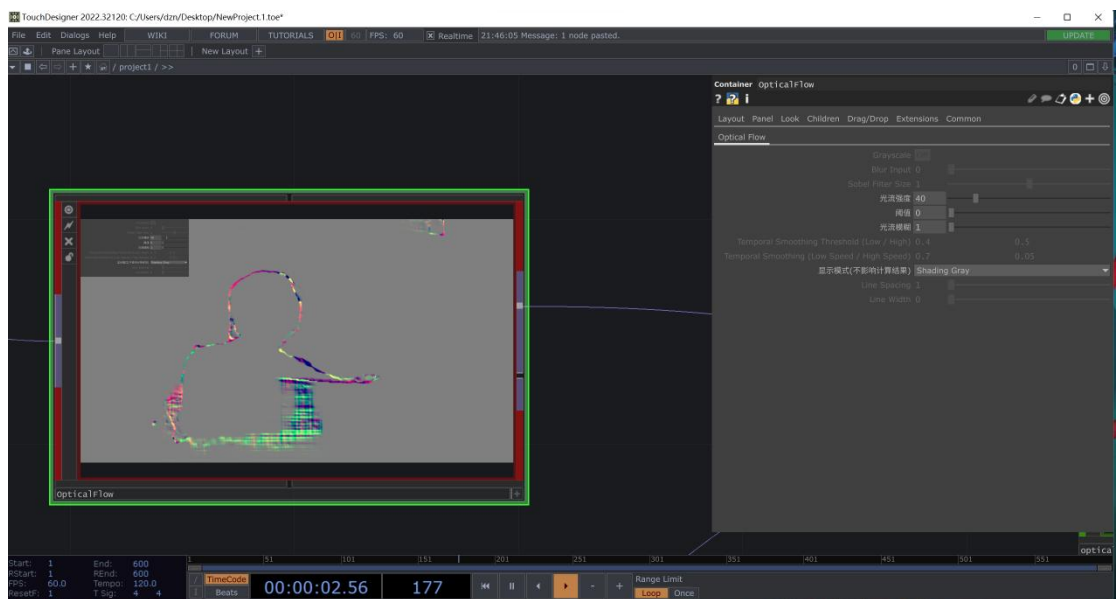 TouchDesigner 2022.32120: C:/Users/dzn/Desktop/NewProject.1.toe*
File Edit Dialogs Help WIKI FORUM TUTORIALS O|I 60 FPS: 60 Realtime 21:46:05 Message: 1 node pasted. UPDATE
Pane Layout New Layout +
/ project1 / >> 0
Container OpticalFlow
? ? i
Layout Panel Look Children Drag/Drop Extensions Common
Optical Flow
Grayscale
Blur Input 0
Sobel Filter Size 1
光流强度 40
阈值 0
光流模糊 1
Temporal Smoothing Threshold (Low / High) 0.4 0.5
Temporal Smoothing (Low Speed / High Speed) 0.7 0.05
显示模式(不影响计算结果) Shading Gray
Line Spacing 1
Line Width 0
OpticalFlow
optica
1 51 101 151 201 251 301 351 401 451 501 551
Start: 1 End: 600
RStart: 1 REnd: 600
FPS: 60.0 Tempo: 120.0
ResetF: 1 T Sig: 4 4
TimeCode
Beats
00:00:02.56 177
Range Limit
Loop Once